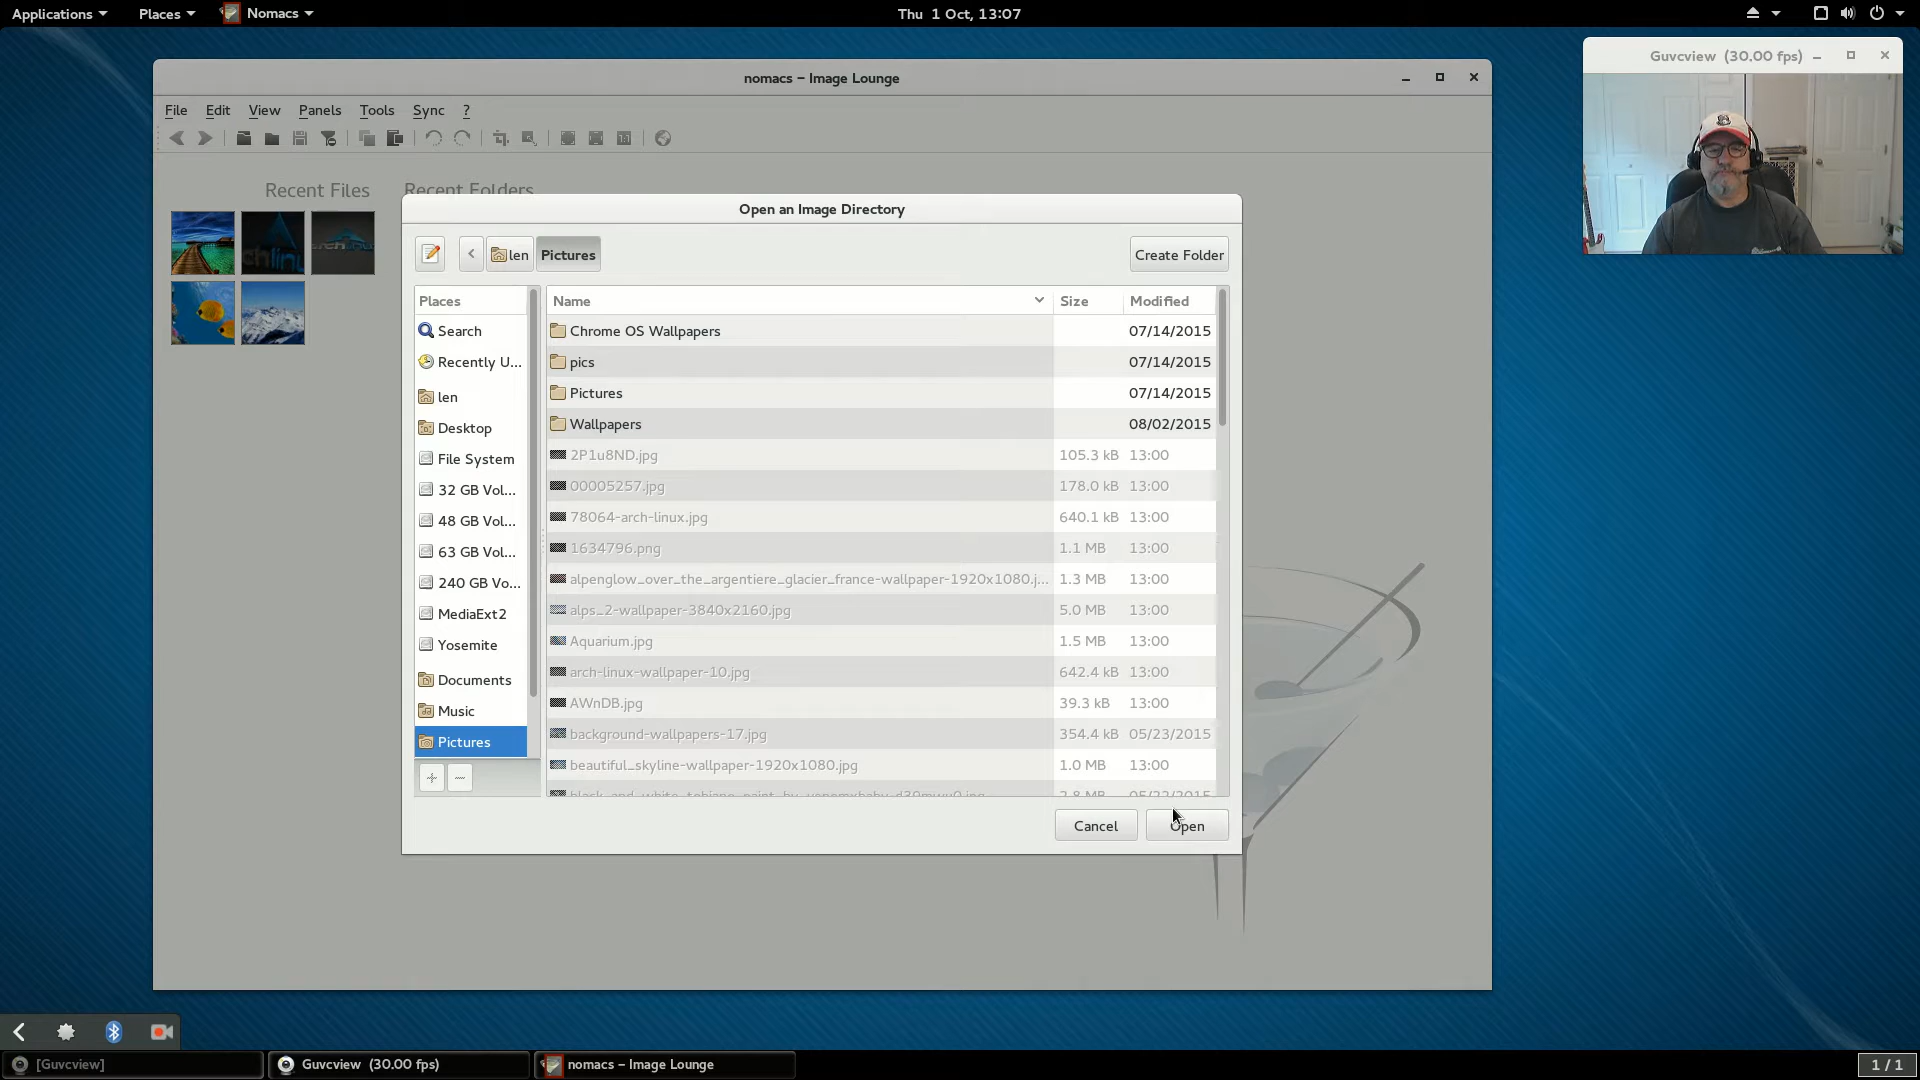 Applications Places Nomacs Thu 1 Oct, 13:07
Guvcview (30.00 fps)
nomacs – Image Lounge
File Edit View Panels Tools Sync ?
Recent Files Recent Folders
Open an Image Directory
len Pictures Create Folder
Places Name Size Modified
Search Chrome OS Wallpapers 07/14/2015
Recently U... pics 07/14/2015
len Pictures 07/14/2015
Desktop Wallpapers 08/02/2015
File System 2P1u8ND.jpg 105.3 kB 13:00
32 GB Vol... 00005257.jpg 178.0 kB 13:00
48 GB Vol... 78064-arch-linux.jpg 640.1 kB 13:00
63 GB Vol... 1634796.png 1.1 MB 13:00
240 GB Vo... alpenglow_over_the_argentiere_glacier_france-wallpaper-1920x1080.j... 1.3 MB 13:00
MediaExt2 alps_2-wallpaper-3840x2160.jpg 5.0 MB 13:00
Yosemite Aquarium.jpg 1.5 MB 13:00
Documents arch-linux-wallpaper-10.jpg 642.4 kB 13:00
Music AWnDB.jpg 39.3 kB 13:00
Pictures background-wallpapers-17.jpg 354.4 kB 05/23/2015
beautiful_skyline-wallpaper-1920x1080.jpg 1.0 MB 13:00
2.8 MB 05/22/2015
Cancel Open
[Guvcview] Guvcview (30.00 fps) nomacs – Image Lounge 1 / 1